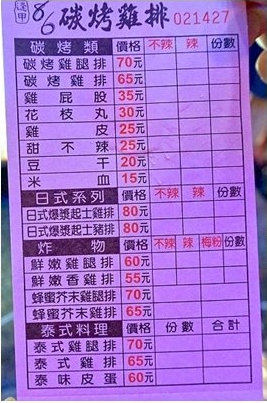 逢甲 8/6 碳烤雞排 021427
碳烤類 價格 不辣 辣 份數
碳烤雞腿排 70元
碳烤雞排 65元
雞屁股 35元
花枝丸 30元
雞皮 25元
甜不辣 25元
豆干 20元
米血 15元
日式系列 價格 不辣 辣 份數
日式爆漿起士雞排 80元
日式爆漿起士豬排 80元
炸物 價格 不辣 辣 梅粉 份數
鮮嫩雞腿排 60元
鮮嫩香雞排 55元
蜂蜜芥末雞腿排 70元
蜂蜜芥末雞排 65元
泰式料理 價格 份數 合計
泰式雞腿排 70元
泰式雞排 65元
泰味皮蛋 60元